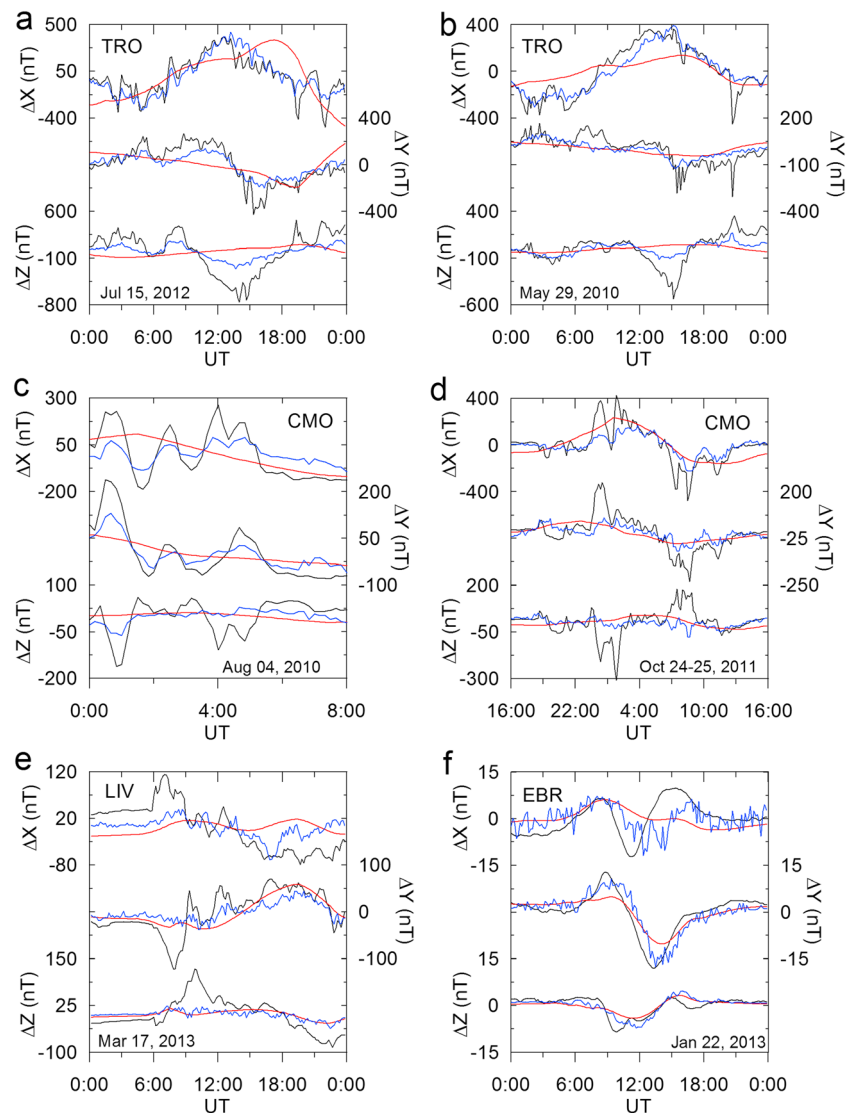 a
TRO
ΔX (nT)
500
50
-400
400
0
-400
ΔY (nT)
600
-100
-800
ΔZ (nT)
Jul 15, 2012
0:00 6:00 12:00 18:00 0:00
UT
b
TRO
ΔX (nT)
400
0
-400
200
-100
-400
ΔY (nT)
400
-100
-600
ΔZ (nT)
May 29, 2010
0:00 6:00 12:00 18:00 0:00
UT
c
CMO
ΔX (nT)
300
50
-200
200
50
-100
ΔY (nT)
100
-50
-200
ΔZ (nT)
Aug 04, 2010
0:00 4:00 8:00
UT
d
CMO
ΔX (nT)
400
0
-400
200
-25
-250
ΔY (nT)
200
-50
-300
ΔZ (nT)
Oct 24-25, 2011
16:00 22:00 4:00 10:00 16:00
UT
e
LIV
ΔX (nT)
120
20
-80
100
0
-100
ΔY (nT)
150
25
-100
ΔZ (nT)
Mar 17, 2013
0:00 6:00 12:00 18:00 0:00
UT
f
EBR
ΔX (nT)
15
0
-15
15
0
-15
ΔY (nT)
15
0
-15
ΔZ (nT)
Jan 22, 2013
0:00 6:00 12:00 18:00 0:00
UT